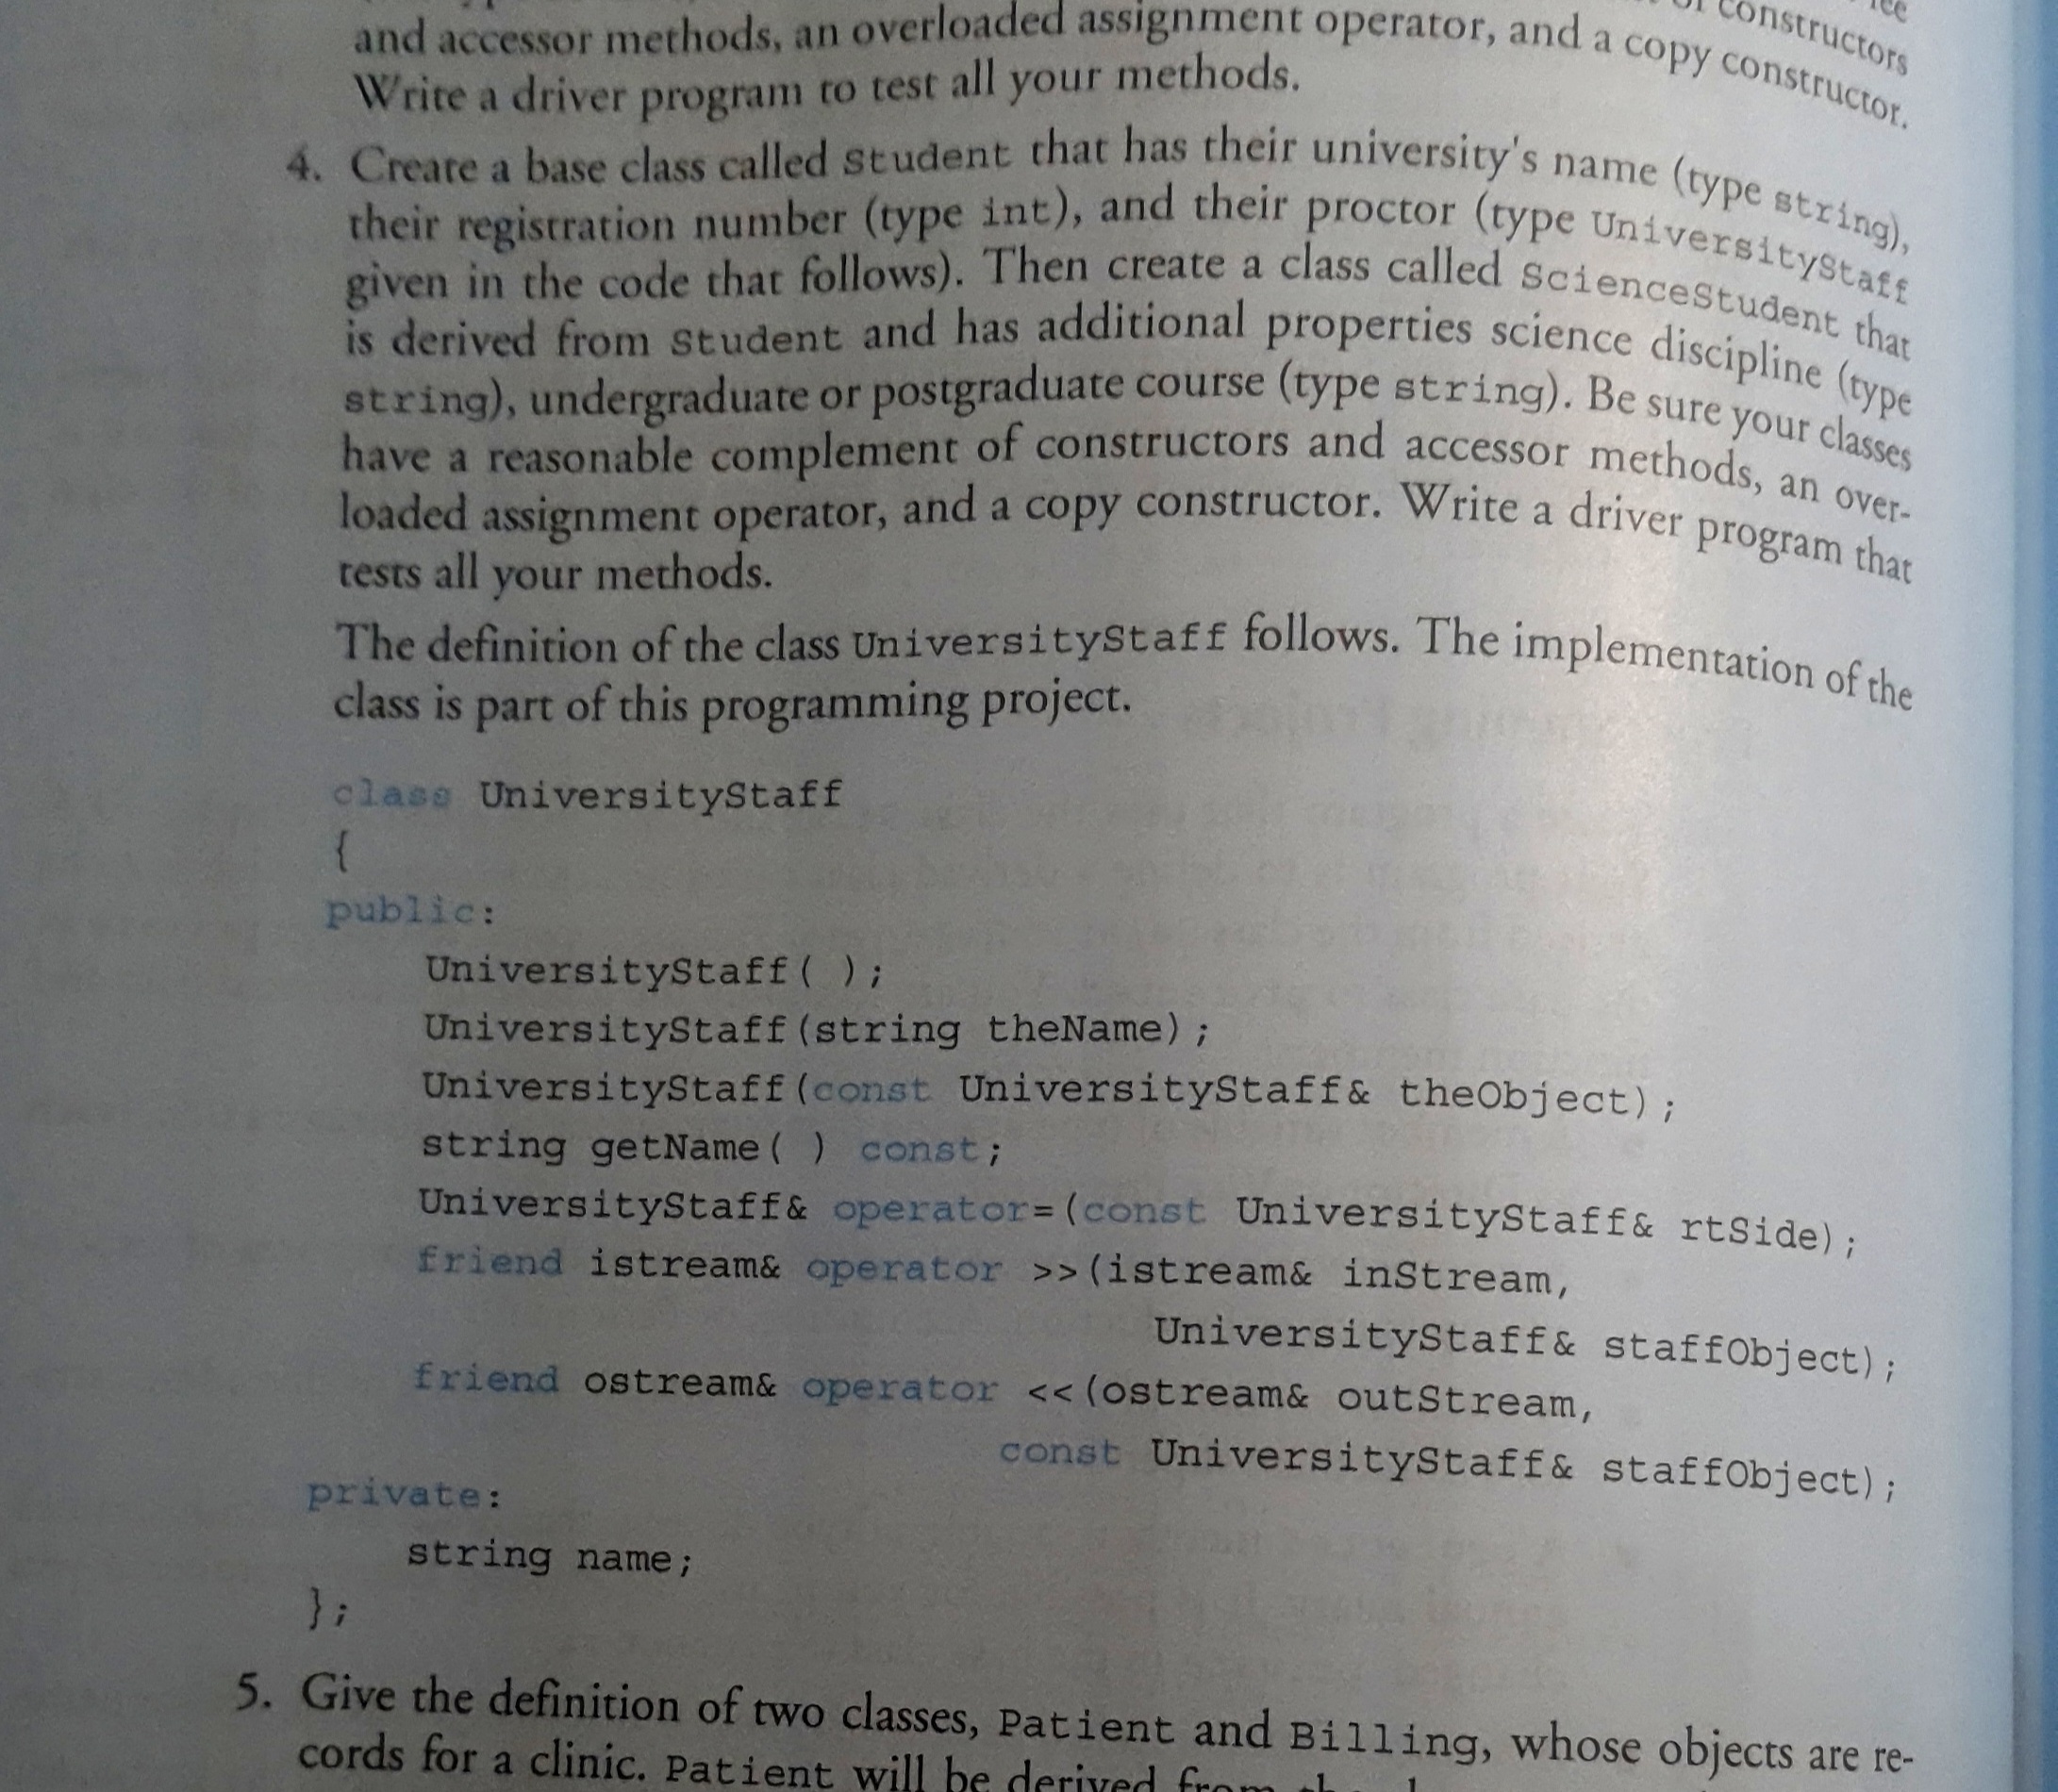 constructors
and accessor methods, an overloaded assignment operator, and a copy constructor.
Write a driver program to test all your methods.
4. Create a base class called Student that has their university's name (type string),
their registration number (type int), and their proctor (type UniversityStaff
given in the code that follows). Then create a class called ScienceStudent that
is derived from Student and has additional properties science discipline (type
string), undergraduate or postgraduate course (type string). Be sure your classes
have a reasonable complement of constructors and accessor methods, an over-
loaded assignment operator, and a copy constructor. Write a driver program that
tests all your methods.
The definition of the class UniversityStaff follows. The implementation of the
class is part of this programming project.
class UniversityStaff
{
public:
UniversityStaff( );
UniversityStaff(string theName);
UniversityStaff(const UniversityStaff& theObject);
string getName( ) const;
UniversityStaff& operator=(const UniversityStaff& rtSide);
friend istream& operator >>(istream& inStream,
UniversityStaff& staffObject);
friend ostream& operator <<(ostream& outStream,
const UniversityStaff& staffObject);
private:
string name;
};
5. Give the definition of two classes, Patient and Billing, whose objects are re-
cords for a clinic. Patient will be derived from